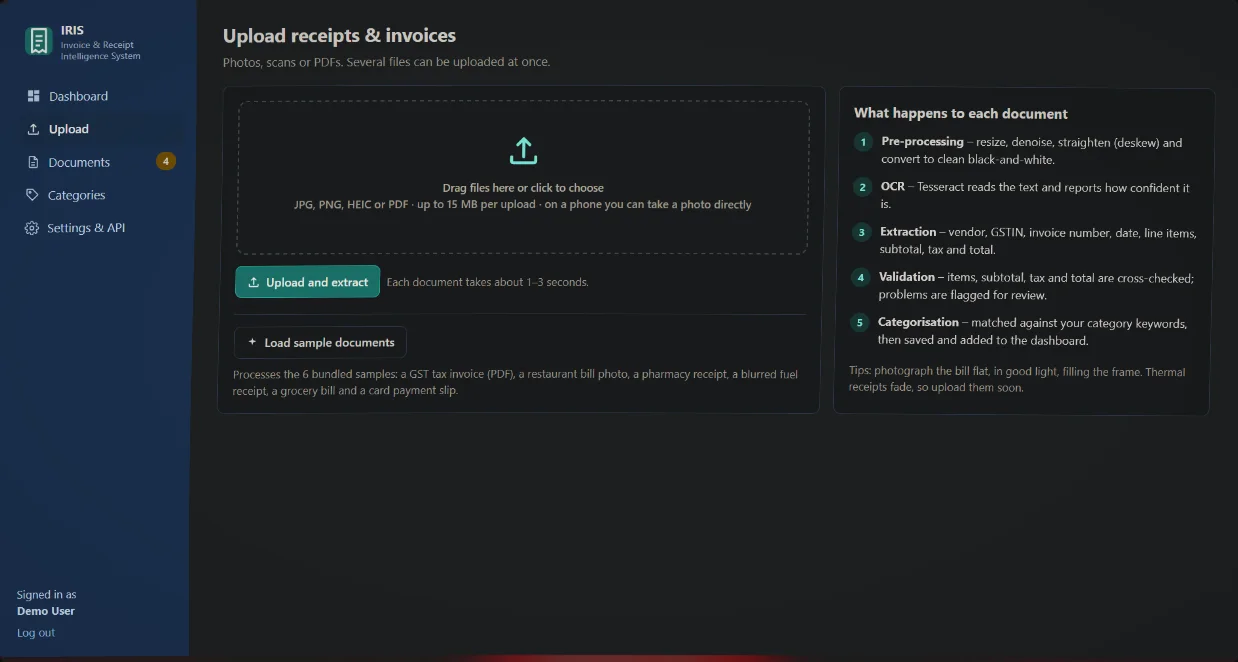 IRIS
Invoice & Receipt
Intelligence System
Dashboard
Upload
Documents
4
Categories
Settings & API
Signed in as
Demo User
Log out
Upload receipts & invoices
Photos, scans or PDFs. Several files can be uploaded at once.
Drag files here or click to choose
JPG, PNG, HEIC or PDF · up to 15 MB per upload · on a phone you can take a photo directly
Upload and extract
Each document takes about 1–3 seconds.
Load sample documents
Processes the 6 bundled samples: a GST tax invoice (PDF), a restaurant bill photo, a pharmacy receipt, a blurred fuel
receipt, a grocery bill and a card payment slip.
What happens to each document
1 Pre-processing – resize, denoise, straighten (deskew) and
convert to clean black-and-white.
2 OCR – Tesseract reads the text and reports how confident it
is.
3 Extraction – vendor, GSTIN, invoice number, date, line items,
subtotal, tax and total.
4 Validation – items, subtotal, tax and total are cross-checked;
problems are flagged for review.
5 Categorisation – matched against your category keywords,
then saved and added to the dashboard.
Tips: photograph the bill flat, in good light, filling the frame. Thermal
receipts fade, so upload them soon.